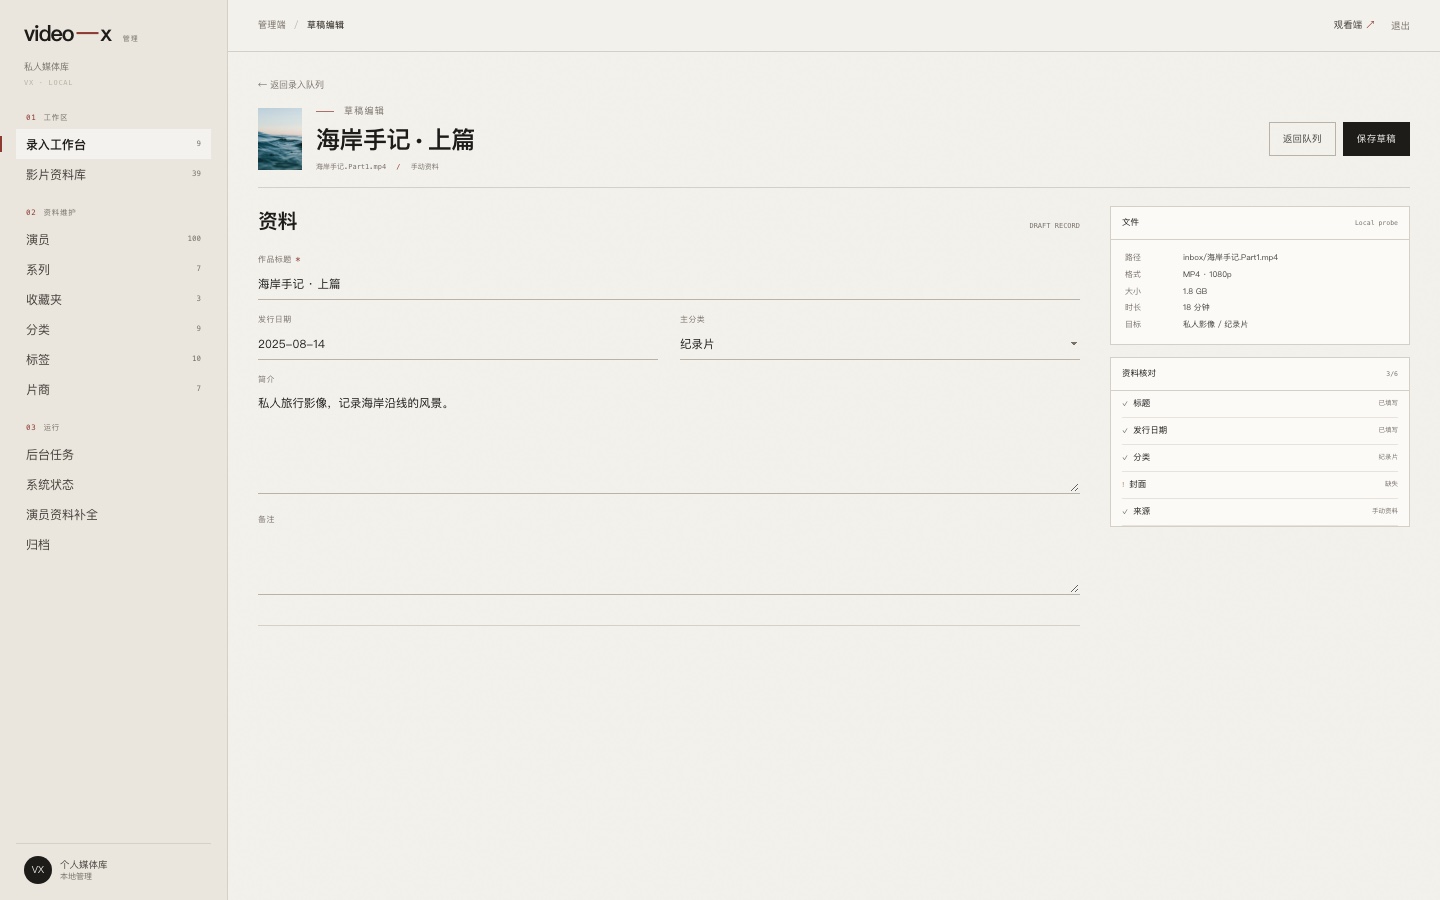 video—x 管理
私人媒体库
VX · LOCAL
01 工作区
录入工作台 9
影片资料库 39
02 资料维护
演员 100
系列 7
收藏夹 3
分类 9
标签 10
片商 7
03 运行
后台任务
系统状态
演员资料补全
归档
VX
个人媒体库
本地管理
管理端 / 草稿编辑
观看端 ↗ 退出
← 返回录入队列
草稿编辑
海岸手记 · 上篇
海岸手记.Part1.mp4 / 手动资料
返回队列 保存草稿
资料 DRAFT RECORD
作品标题 *
海岸手记 · 上篇
发行日期 主分类
2025-08-14 纪录片
简介
私人旅行影像，记录海岸沿线的风景。
备注
文件 Local probe
路径 inbox/海岸手记.Part1.mp4
格式 MP4 · 1080p
大小 1.8 GB
时长 18 分钟
目标 私人影像 / 纪录片
资料核对 3/6
✓ 标题 已填写
✓ 发行日期 已填写
✓ 分类 纪录片
! 封面 缺失
✓ 来源 手动资料